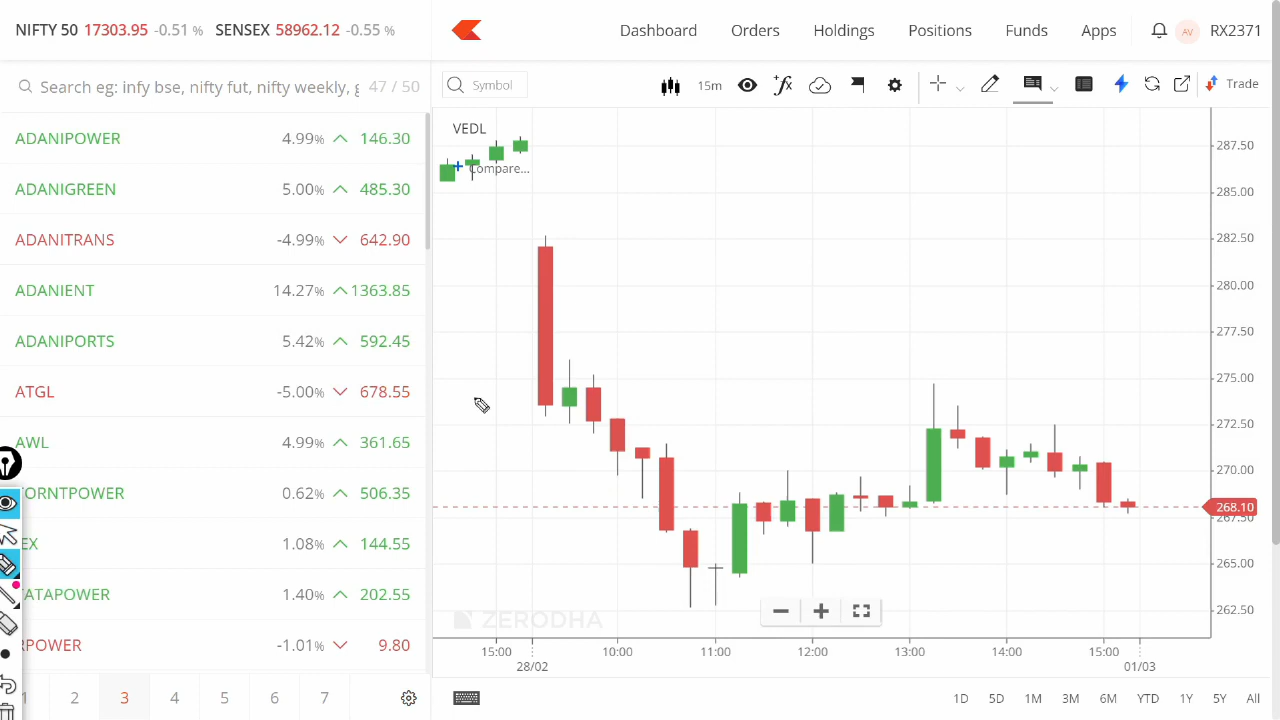 NIFTY 50 17303.95 -0.51 % SENSEX 58962.12 -0.55 %
Dashboard Orders Holdings Positions Funds Apps AV RX2371
Search eg: infy bse, nifty fut, nifty weekly, 47 / 50
Symbol 15m Trade
ADANIPOWER 4.99% 146.30
ADANIGREEN 5.00% 485.30
ADANITRANS -4.99% 642.90
ADANIENT 14.27% 1363.85
ADANIPORTS 5.42% 592.45
ATGL -5.00% 678.55
AWL 4.99% 361.65
ORNTPOWER 0.62% 506.35
EX 1.08% 144.55
TATAPOWER 1.40% 202.55
RPOWER -1.01% 9.80
1 2 3 4 5 6 7
VEDL
Compare...
287.50
285.00
282.50
280.00
277.50
275.00
272.50
270.00
268.10
267.50
265.00
262.50
ZERODHA
15:00 10:00 11:00 12:00 13:00 14:00 15:00
28/02 01/03
1D 5D 1M 3M 6M YTD 1Y 5Y All